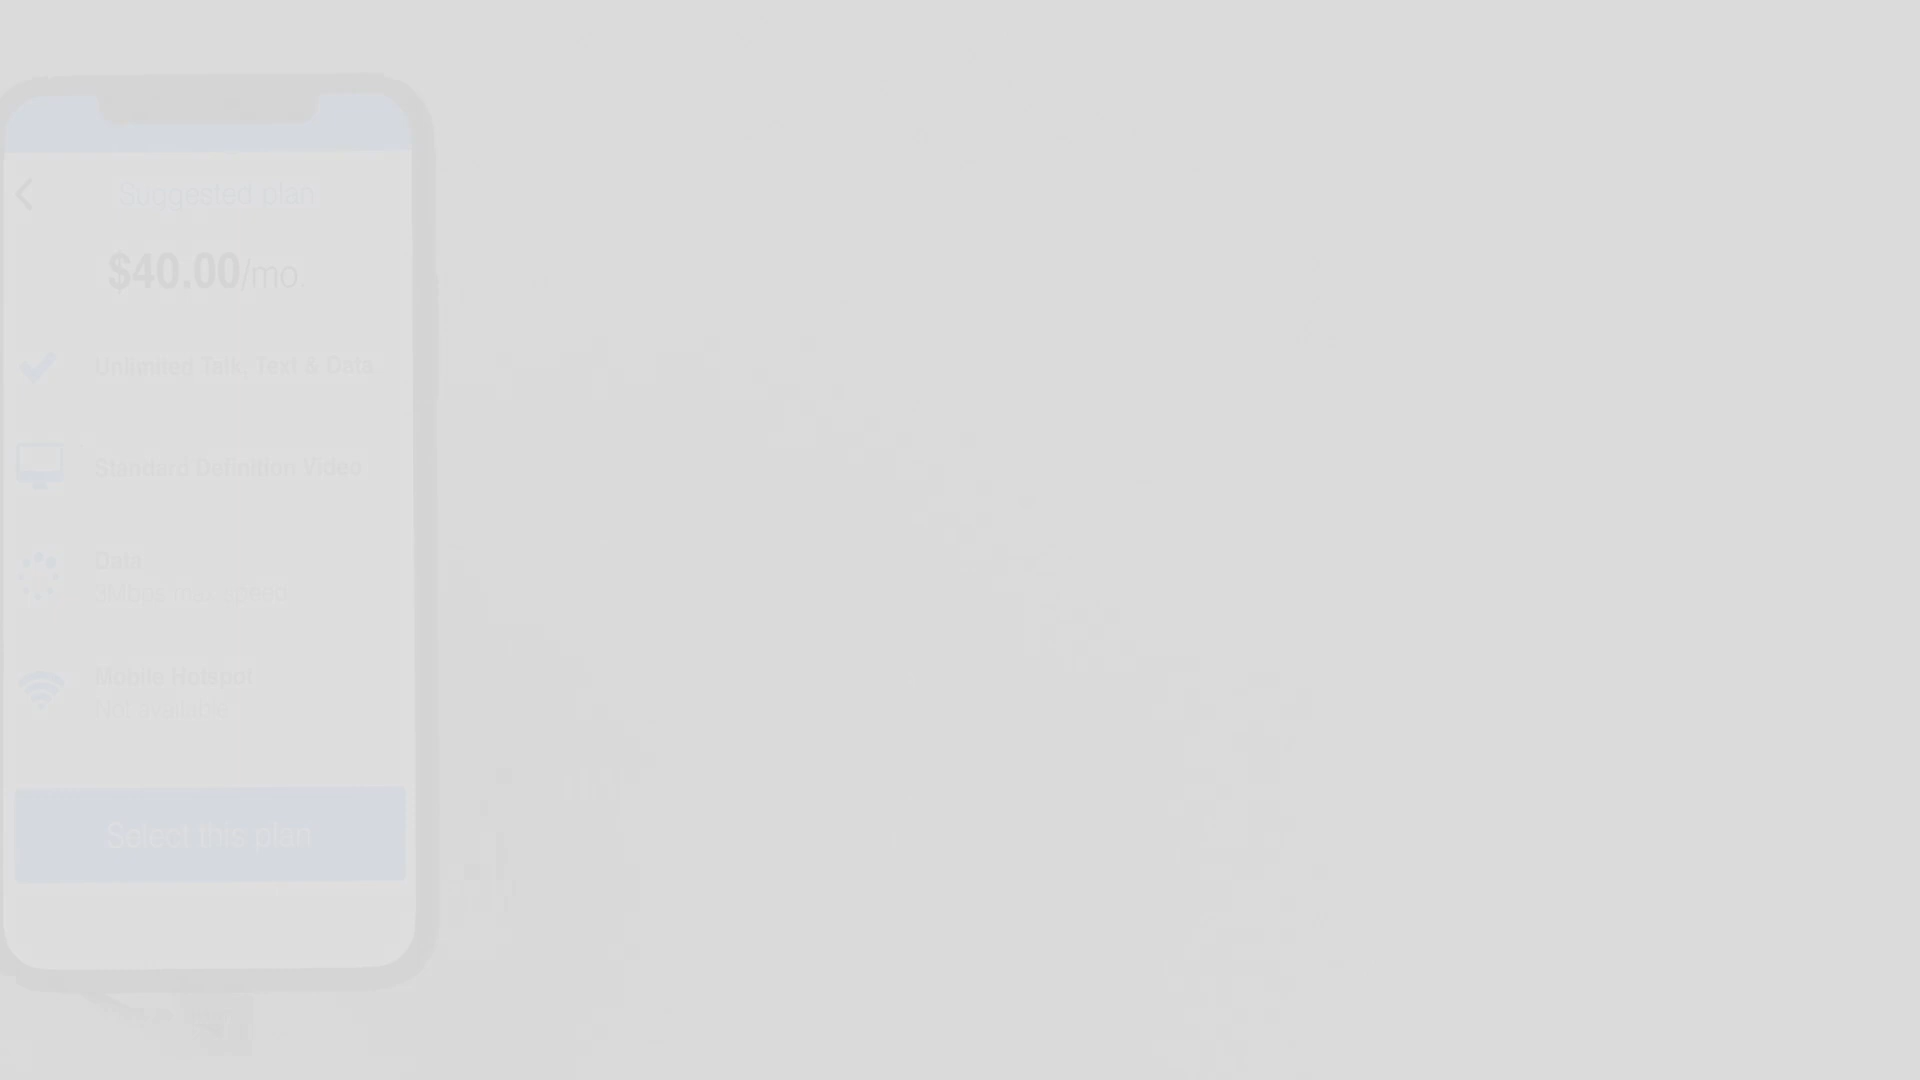 Suggested plan
$40.00/mo
Unlimited Talk, Text & Data
Standard Definition Video
Data
3Mbps max speed
Mobile Hotspot
Not available
Select this plan